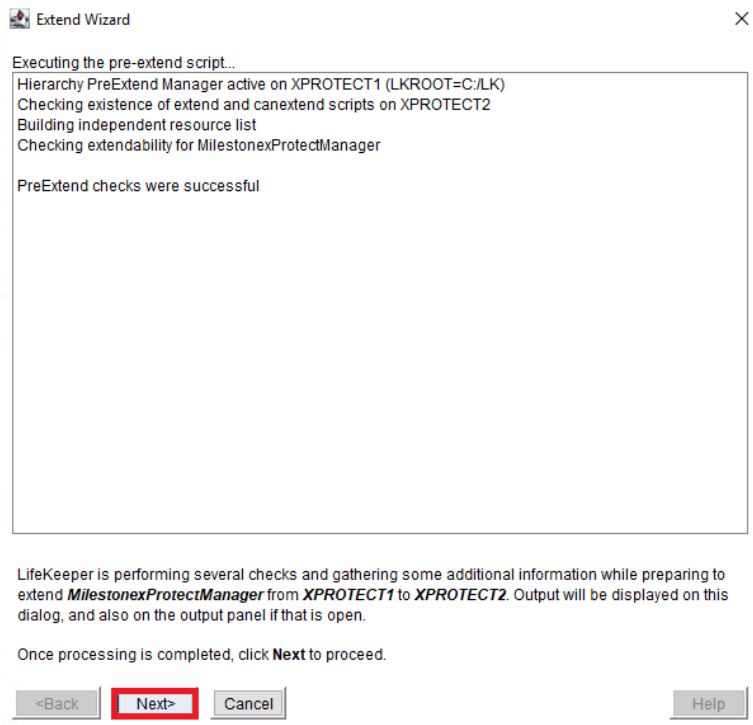 Extend Wizard
Executing the pre-extend script...
Hierarchy PreExtend Manager active on XPROTECT1 (LKROOT=C:/LK)
Checking existence of extend and canextend scripts on XPROTECT2
Building independent resource list
Checking extendability for MilestonexProtectManager
PreExtend checks were successful
LifeKeeper is performing several checks and gathering some additional information while preparing to
extend MilestonexProtectManager from XPROTECT1 to XPROTECT2. Output will be displayed on this
dialog, and also on the output panel if that is open.
Once processing is completed, click Next to proceed.
<Back Next> Cancel Help